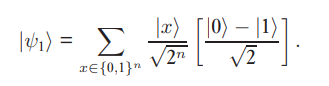 |ψ₁⟩ = ∑_{x∈{0,1}ⁿ} |x⟩/√2ⁿ [ |0⟩ − |1⟩ / √2 ] .